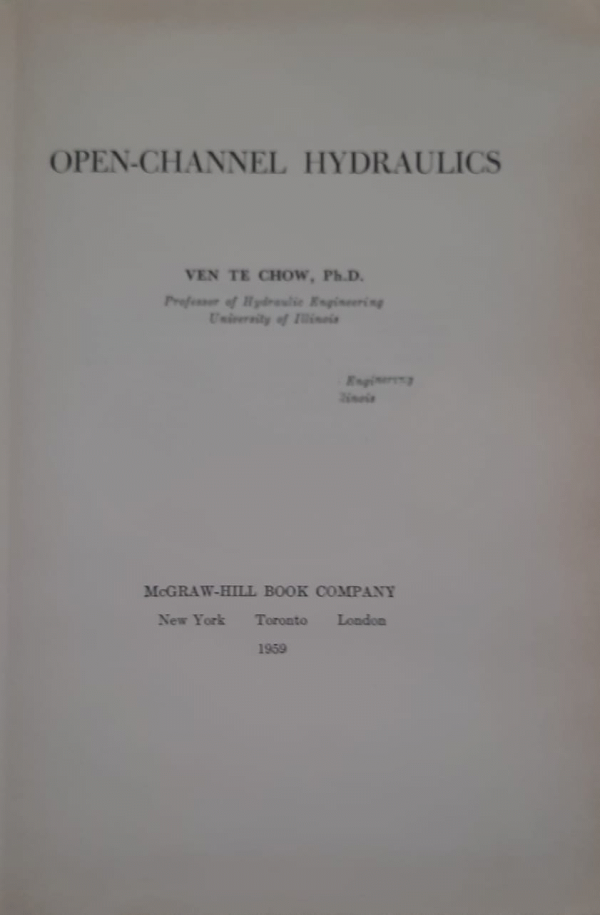 OPEN-CHANNEL HYDRAULICS
VEN TE CHOW, Ph.D.
Professor of Hydraulic Engineering
University of Illinois
McGRAW-HILL BOOK COMPANY
New York Toronto London
1959